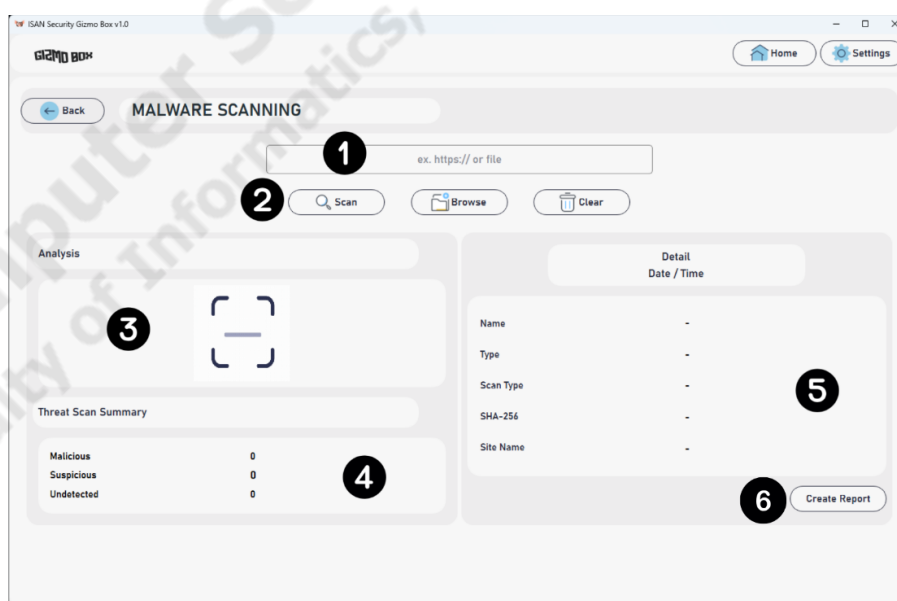 ISAN Security Gizmo Box v1.0
GIZMO BOX
Home
Settings
Back
MALWARE SCANNING
1
ex. https:// or file
2
Scan
Browse
Clear
Analysis
3
Threat Scan Summary
Malicious 0
Suspicious 0
Undetected 0
4
Detail
Date / Time
Name -
Type -
Scan Type -
SHA-256 -
Site Name -
5
6
Create Report
of Informatics,